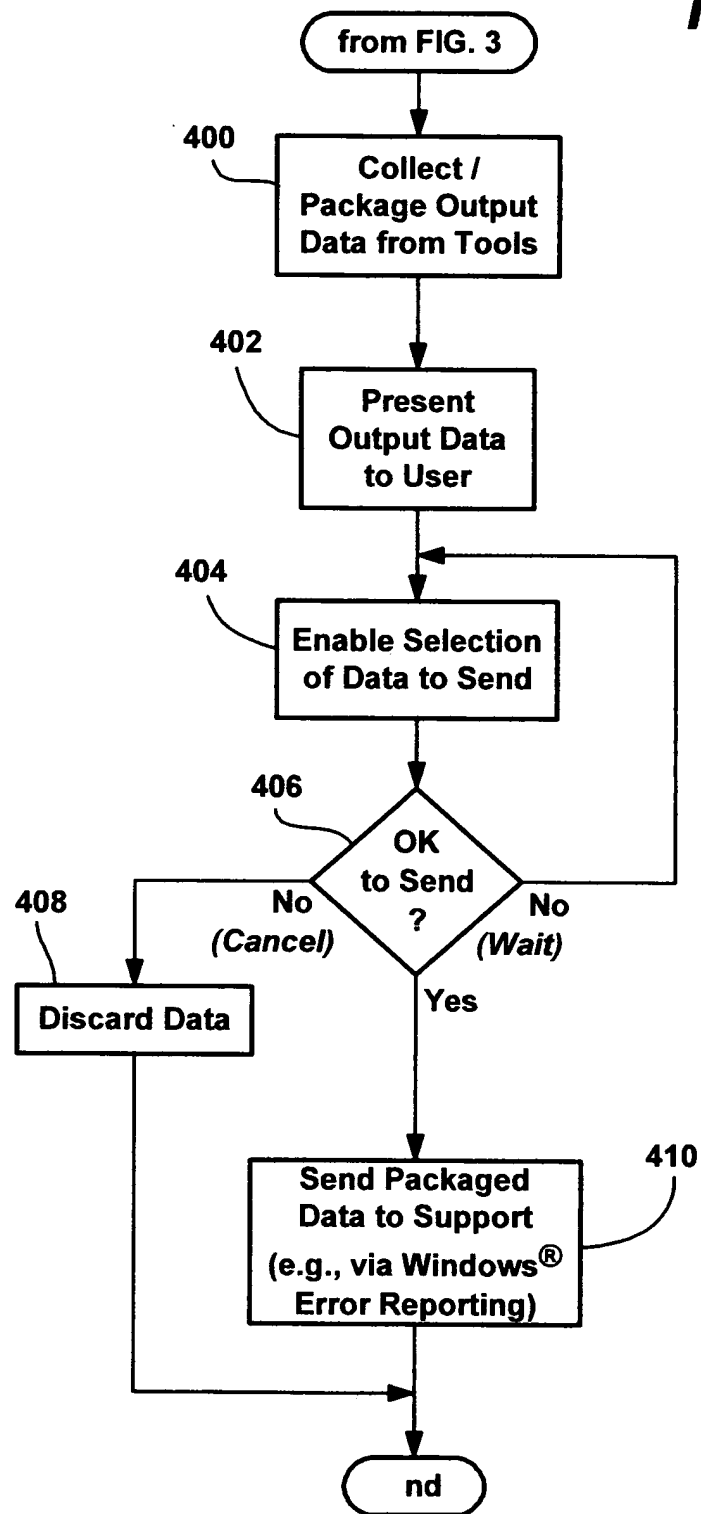 from FIG. 3
400
Collect /
Package Output
Data from Tools
402
Present
Output Data
to User
404
Enable Selection
of Data to Send
406
OK
to Send
?
No
(Cancel)
No
(Wait)
408
Yes
Discard Data
410
Send Packaged
Data to Support
(e.g., via Windows®
Error Reporting)
nd